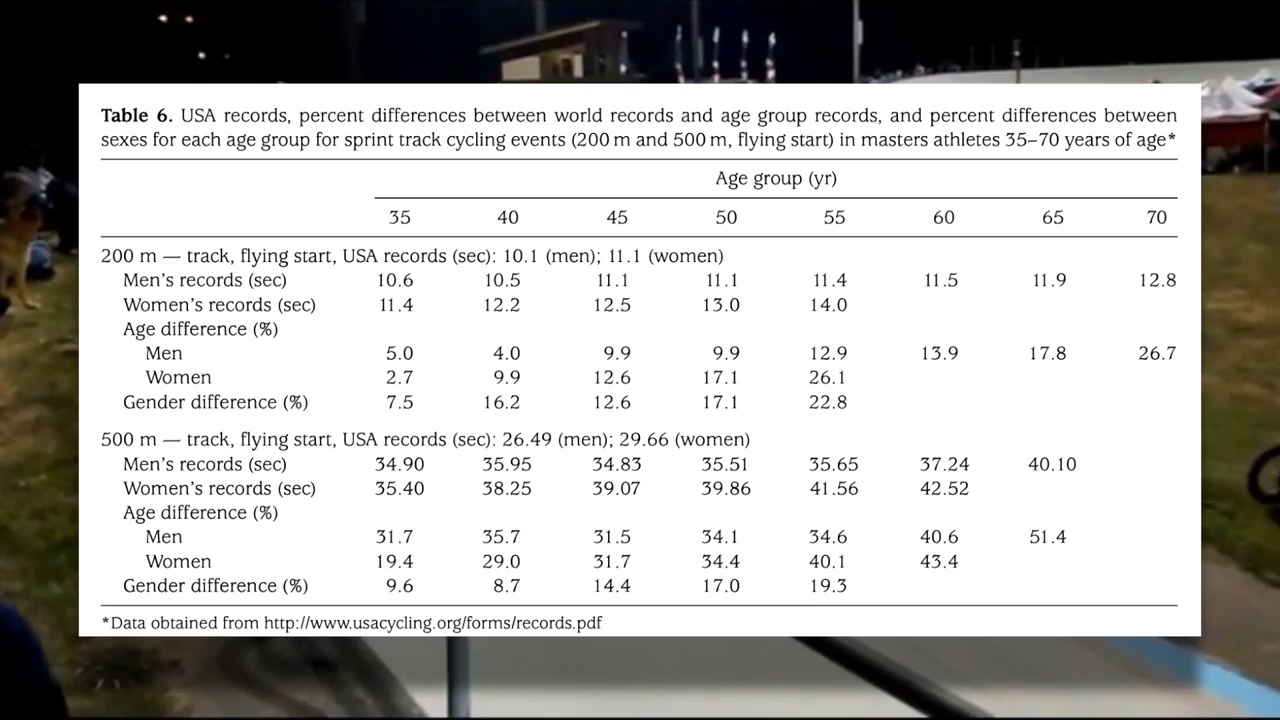 Table 6. USA records, percent differences between world records and age group records, and percent differences between
sexes for each age group for sprint track cycling events (200 m and 500 m, flying start) in masters athletes 35–70 years of age*
Age group (yr)
35 40 45 50 55 60 65 70
200 m — track, flying start, USA records (sec): 10.1 (men); 11.1 (women)
Men's records (sec) 10.6 10.5 11.1 11.1 11.4 11.5 11.9 12.8
Women's records (sec) 11.4 12.2 12.5 13.0 14.0
Age difference (%)
Men 5.0 4.0 9.9 9.9 12.9 13.9 17.8 26.7
Women 2.7 9.9 12.6 17.1 26.1
Gender difference (%) 7.5 16.2 12.6 17.1 22.8
500 m — track, flying start, USA records (sec): 26.49 (men); 29.66 (women)
Men's records (sec) 34.90 35.95 34.83 35.51 35.65 37.24 40.10
Women's records (sec) 35.40 38.25 39.07 39.86 41.56 42.52
Age difference (%)
Men 31.7 35.7 31.5 34.1 34.6 40.6 51.4
Women 19.4 29.0 31.7 34.4 40.1 43.4
Gender difference (%) 9.6 8.7 14.4 17.0 19.3
*Data obtained from http://www.usacycling.org/forms/records.pdf